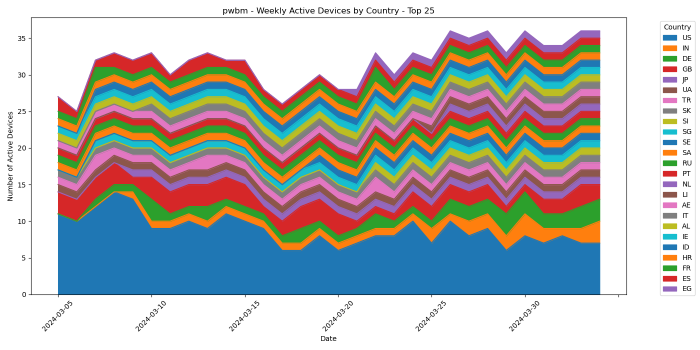 pwbm - Weekly Active Devices by Country - Top 25
Number of Active Devices
35
30
25
20
15
10
5
0
2024-03-05
2024-03-10
2024-03-15
2024-03-20
2024-03-25
2024-03-30
Date
Country
US
IN
DE
GB
JP
UA
TR
SK
SI
SG
SE
SA
RU
PT
NL
LI
AE
IT
AL
IE
ID
HR
FR
ES
EG